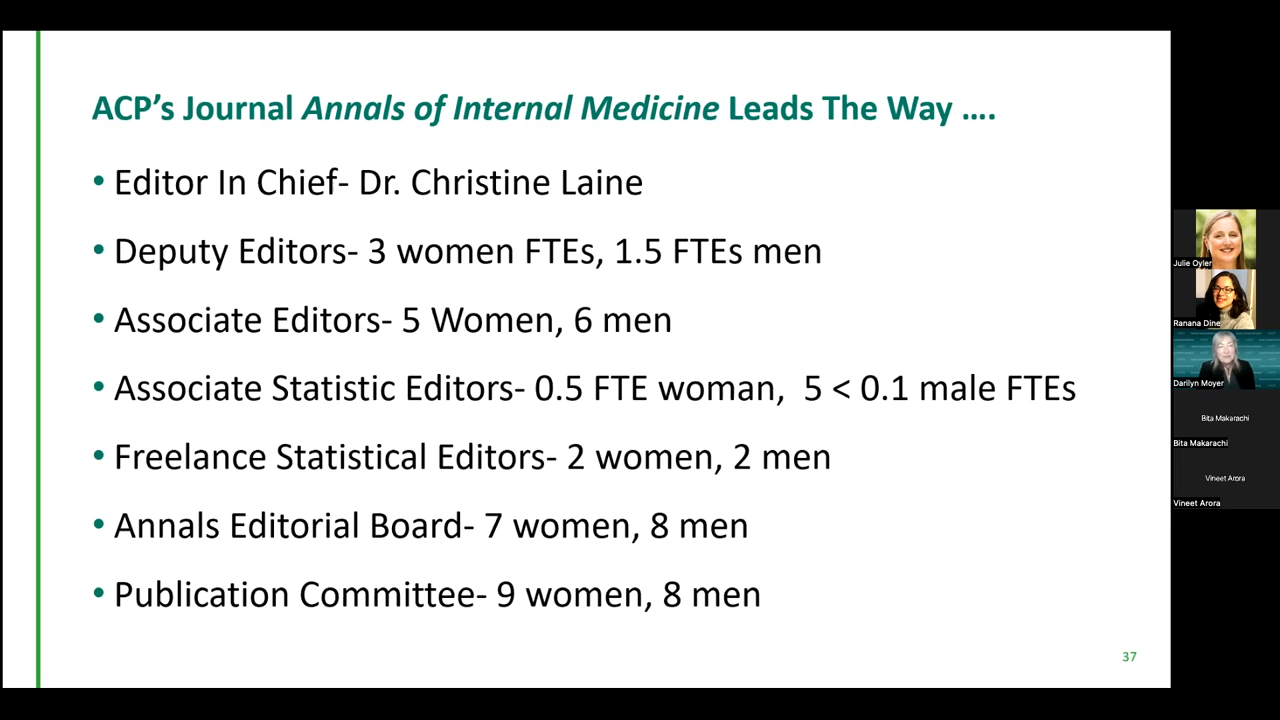 ACP’s Journal Annals of Internal Medicine Leads The Way ….
• Editor In Chief- Dr. Christine Laine
• Deputy Editors- 3 women FTEs, 1.5 FTEs men
• Associate Editors- 5 Women, 6 men
• Associate Statistic Editors- 0.5 FTE woman,  5 < 0.1 male FTEs
• Freelance Statistical Editors- 2 women, 2 men
• Annals Editorial Board- 7 women, 8 men
• Publication Committee- 9 women, 8 men
37
Julie Oyler
Ranana Dine
Darilyn Moyer
Bita Makarachi
Bita Makarachi
Vineet Arora
Vineet Arora